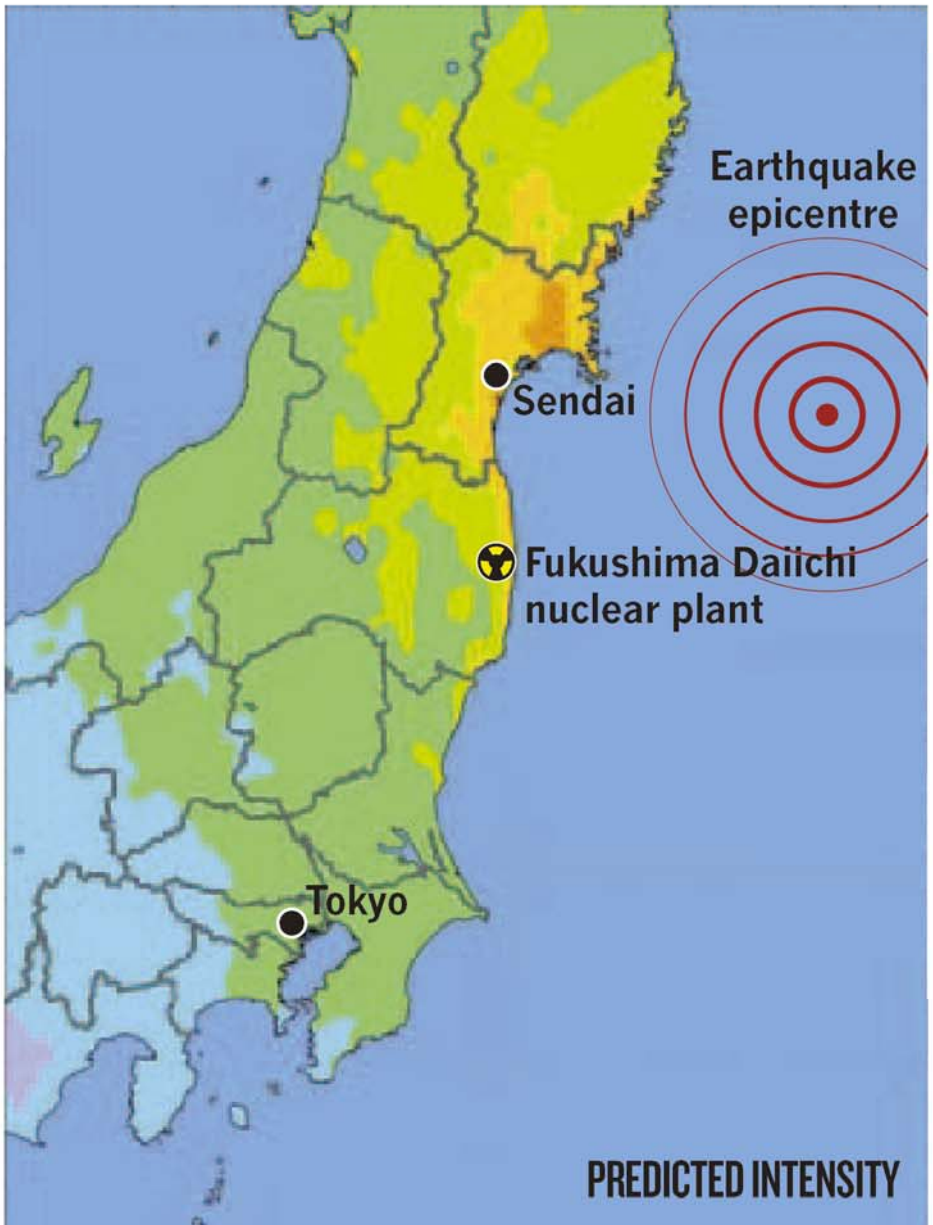 Earthquake
epicentre
Sendai
Fukushima Daiichi
nuclear plant
Tokyo
PREDICTED INTENSITY